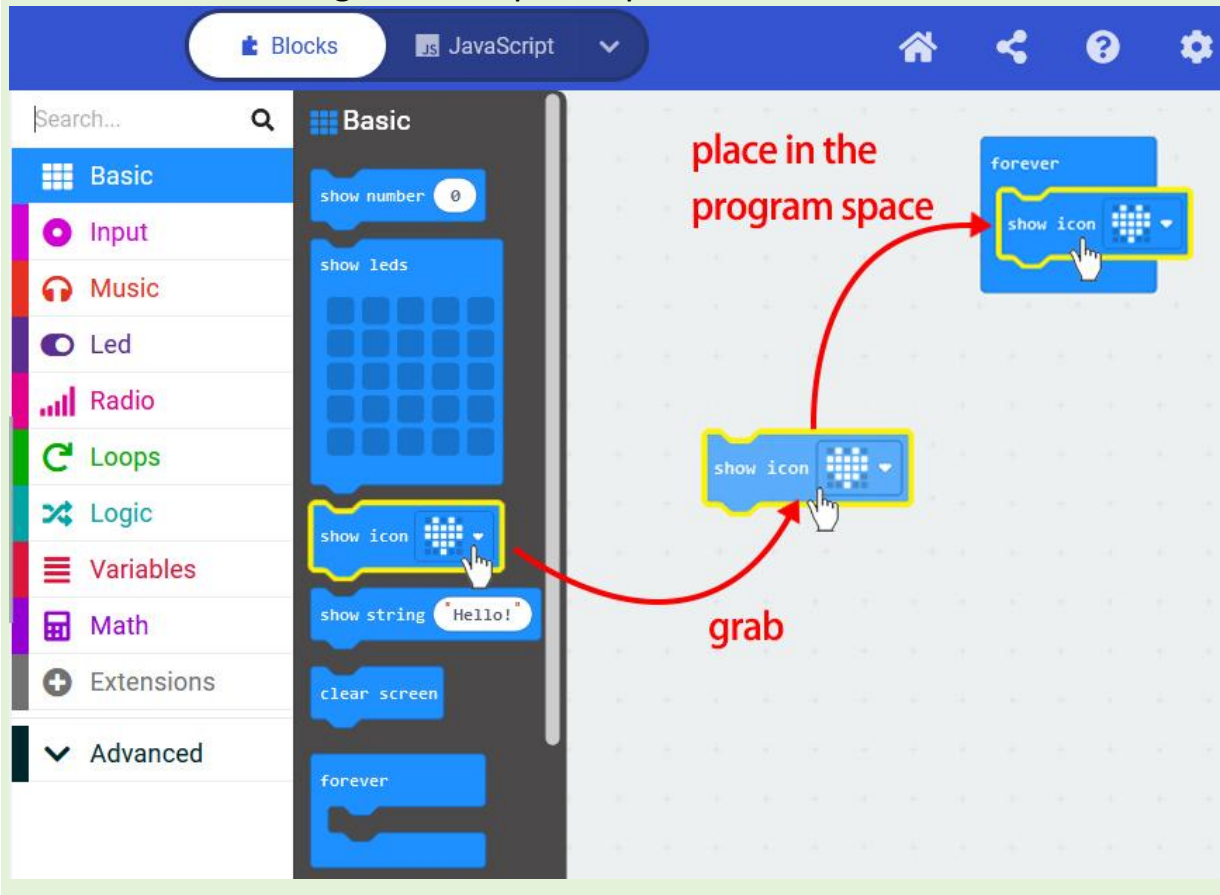 Blocks
JS JavaScript
Search...
Basic
Input
Music
Led
Radio
Loops
Logic
Variables
Math
Extensions
Advanced
Basic
show number 0
show leds
show icon
show string "Hello!"
clear screen
forever
place in the
program space
forever
show icon
show icon
grab